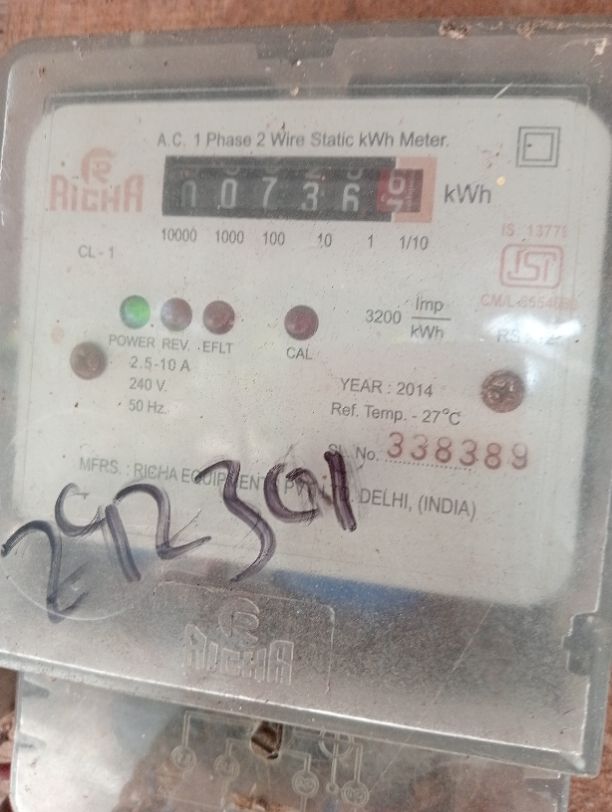 A.C. 1 Phase 2 Wire Static kWh Meter.
RICHA
00736
kWh
10000 1000 100 10 1 1/10
CL - 1
IS 13779
ISI
CM/L
3200 Imp/kWh
POWER REV. EFLT
CAL
2.5-10 A
240 V.
50 Hz.
YEAR : 2014
Ref. Temp. - 27°C
SL. No. 338389
MFRS. : RICHA DELHI, (INDIA)
292301
RICHA